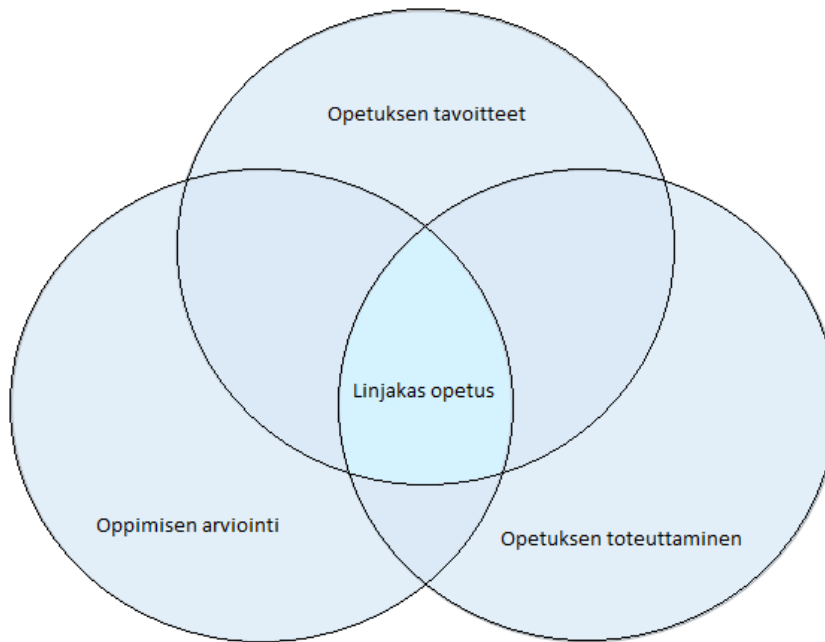 Opetuksen tavoitteet
Linjakas opetus
Oppimisen arviointi
Opetuksen toteuttaminen